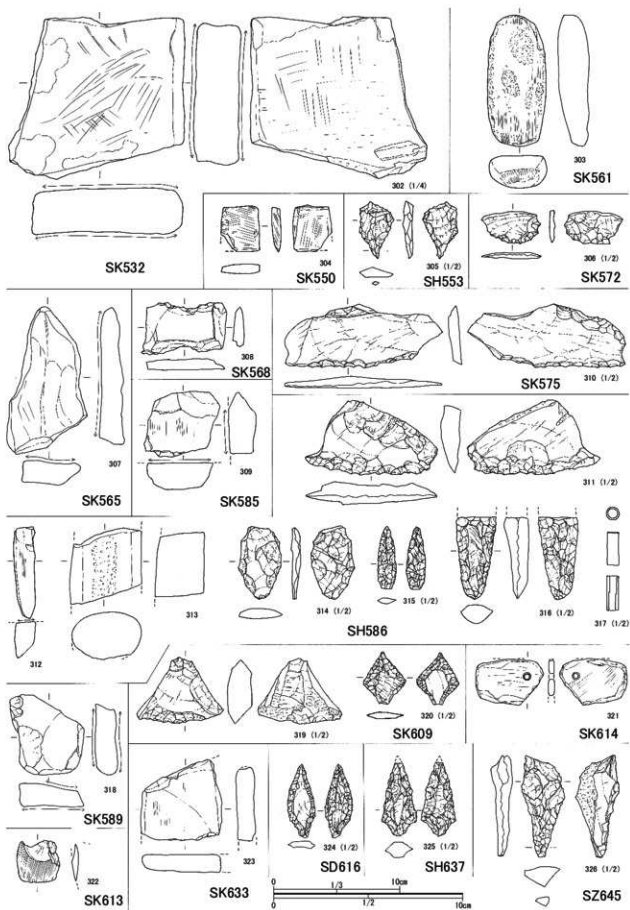 302 (1/4)
SK532
303
SK561
304
SK550
305 (1/2)
SH553
306 (1/2)
SK572
307
SK565
308
SK568
309
SK585
310 (1/2)
SK575
311 (1/2)
312
313
314 (1/2)
315 (1/2)
316 (1/2)
317 (1/2)
SH586
318
SK589
319 (1/2)
320 (1/2)
SK609
321
SK614
322
SK613
323
SK633
324 (1/2)
SD616
325 (1/2)
SH637
326 (1/2)
SZ645
0
1/3
10cm
1/2
10cm